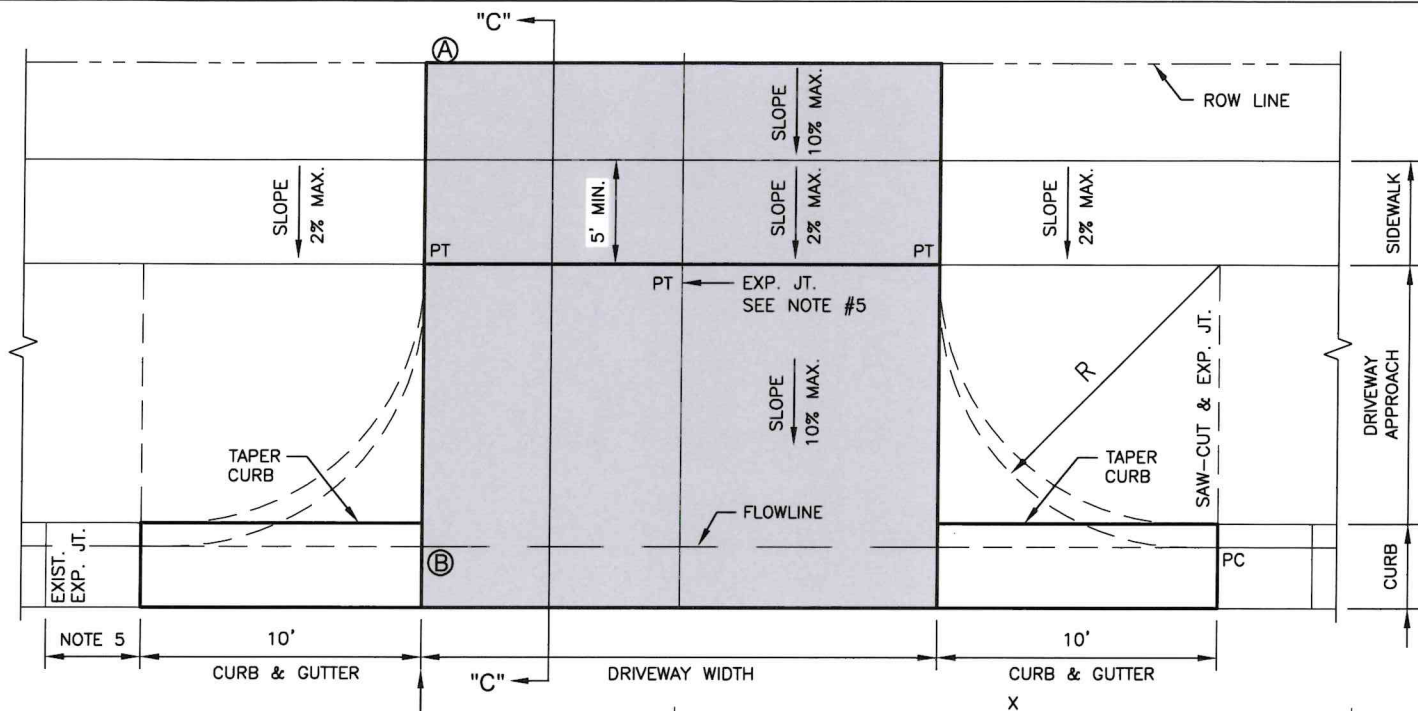 "C"
A
ROW LINE
SLOPE
10% MAX.
SLOPE
2% MAX.
5' MIN.
SLOPE
2% MAX.
SLOPE
2% MAX.
SIDEWALK
PT
PT
PT
EXP. JT.
SEE NOTE #5
SLOPE
10% MAX.
R
SAW-CUT & EXP. JT.
DRIVEWAY
APPROACH
TAPER
CURB
TAPER
CURB
FLOWLINE
EXIST.
EXP. JT.
B
PC
CURB
NOTE 5
10'
CURB & GUTTER
"C"
DRIVEWAY WIDTH
10'
CURB & GUTTER
X